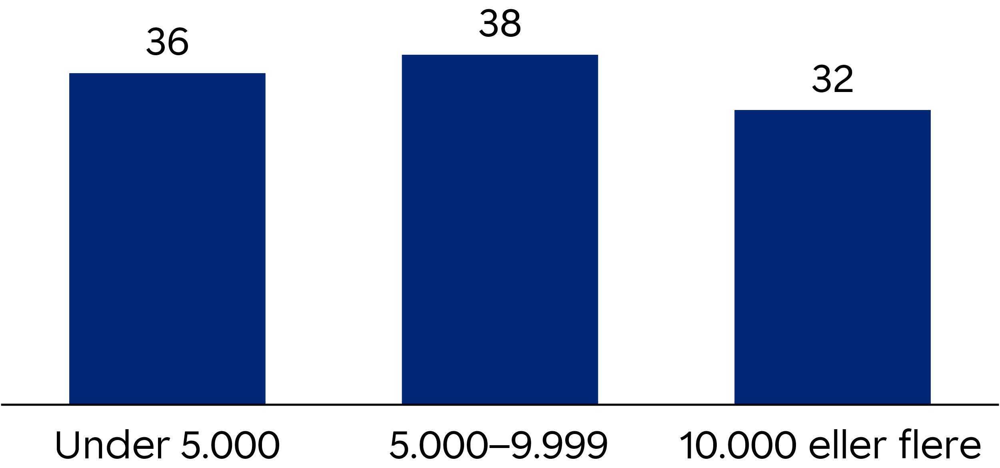 36
38
32
Under 5.000
5.000–9.999
10.000 eller flere